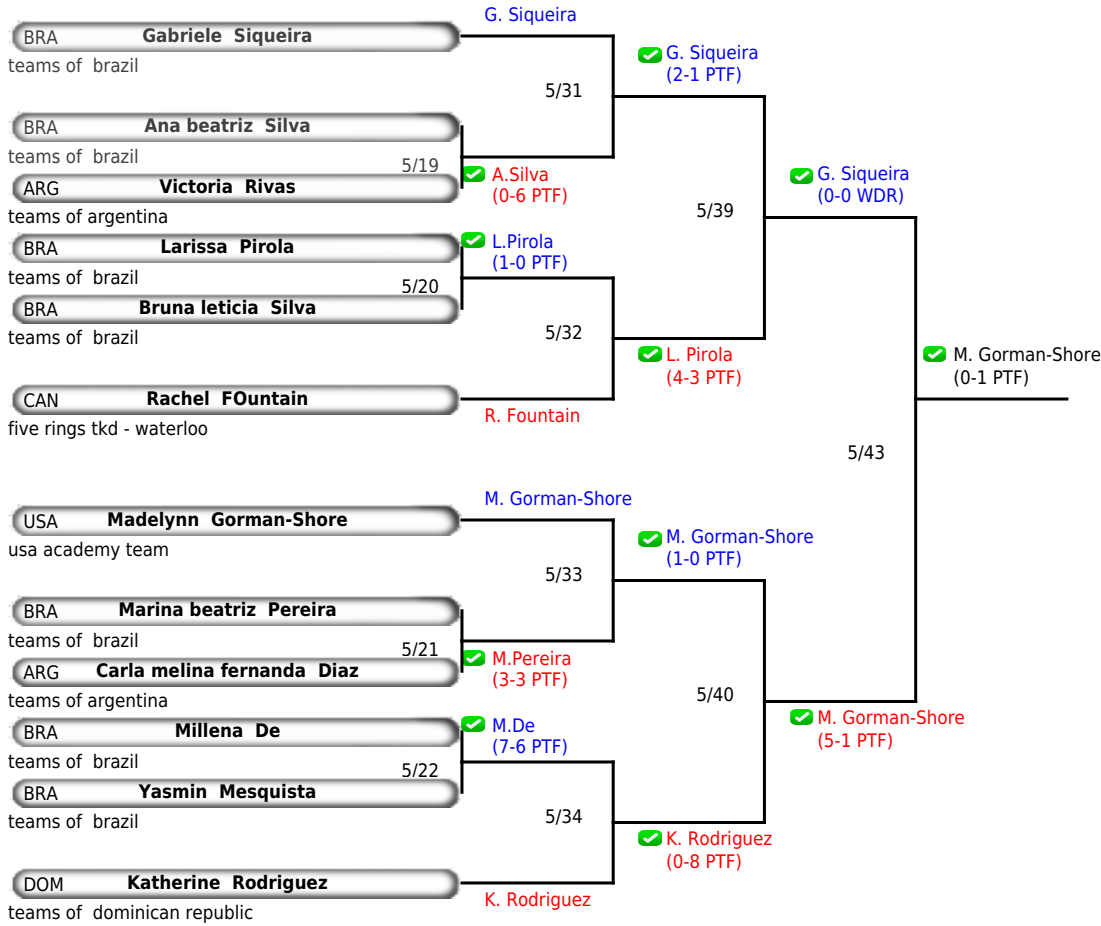 G. Siqueira
BRA Gabriele Siqueira
teams of brazil
G. Siqueira
(2-1 PTF)
5/31
BRA Ana beatriz Silva
teams of brazil
5/19
A.Silva
(0-6 PTF)
ARG Victoria Rivas
teams of argentina
G. Siqueira
(0-0 WDR)
5/39
BRA Larissa Pirola
teams of brazil
L.Pirola
(1-0 PTF)
5/20
BRA Bruna leticia Silva
teams of brazil
5/32
L. Pirola
(4-3 PTF)
M. Gorman-Shore
(0-1 PTF)
CAN Rachel FOuntain
five rings tkd - waterloo
R. Fountain
5/43
M. Gorman-Shore
USA Madelynn Gorman-Shore
usa academy team
M. Gorman-Shore
(1-0 PTF)
5/33
BRA Marina beatriz Pereira
teams of brazil
5/21
M.Pereira
(3-3 PTF)
ARG Carla melina fernanda Diaz
teams of argentina
5/40
M. Gorman-Shore
(5-1 PTF)
BRA Millena De
teams of brazil
M.De
(7-6 PTF)
5/22
BRA Yasmin Mesquista
teams of brazil
5/34
K. Rodriguez
(0-8 PTF)
DOM Katherine Rodriguez
teams of dominican republic
K. Rodriguez